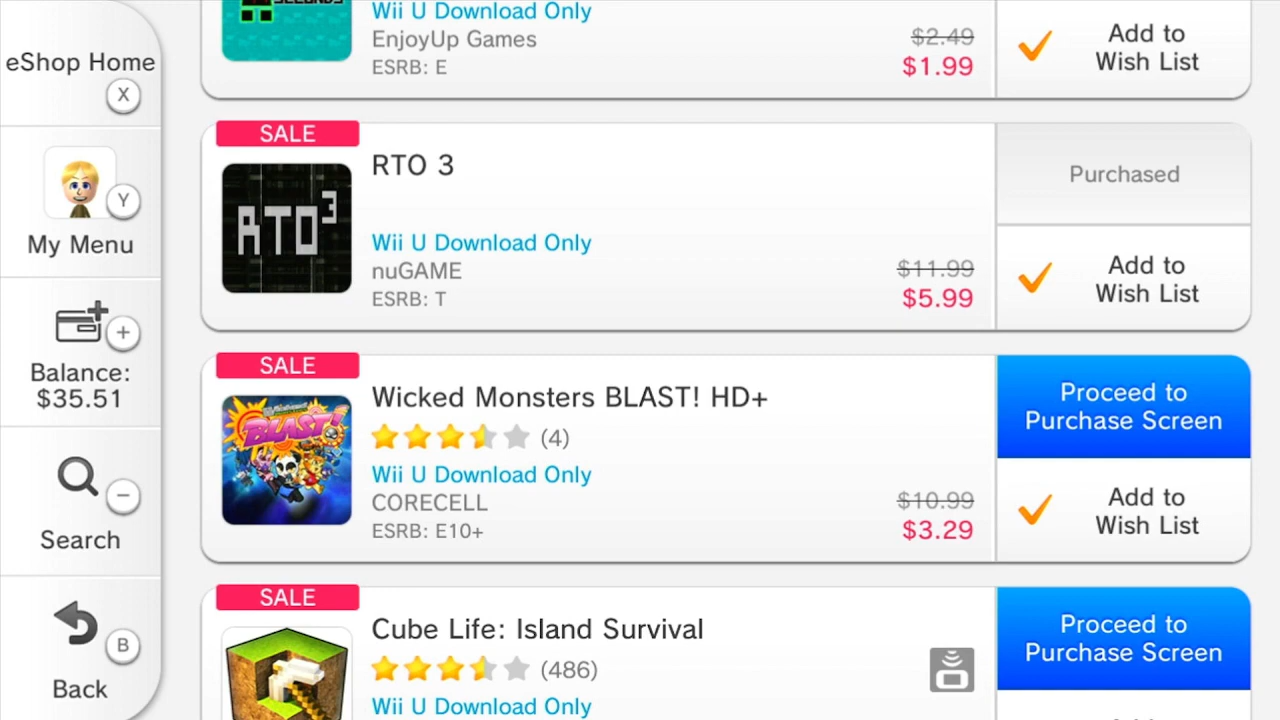 eShop Home
X
Y
My Menu
+
Balance:
$35.51
−
Search
B
Back
SECONDS
Wii U Download Only
EnjoyUp Games
ESRB: E
$2.49
$1.99
Add to
Wish List
SALE
RTO³
RTO 3
Wii U Download Only
nuGAME
ESRB: T
$11.99
$5.99
Purchased
Add to
Wish List
SALE
BLAST!
Wicked Monsters BLAST! HD+
(4)
Wii U Download Only
CORECELL
ESRB: E10+
$10.99
$3.29
Proceed to
Purchase Screen
Add to
Wish List
SALE
Cube Life: Island Survival
(486)
Wii U Download Only
Proceed to
Purchase Screen